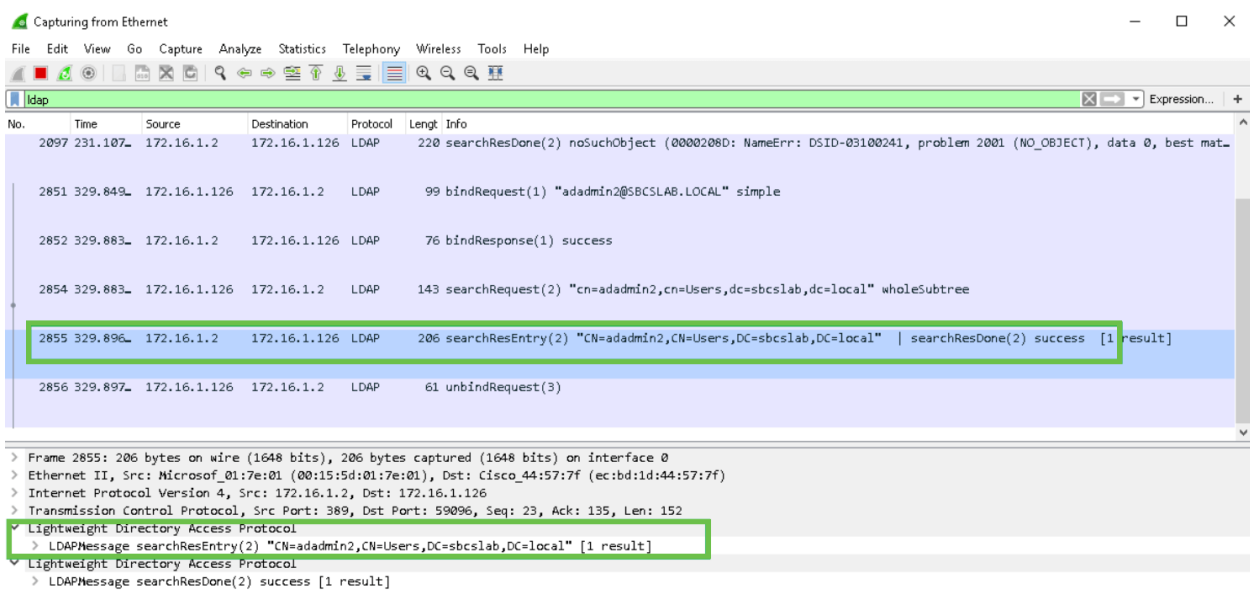 Capturing from Ethernet
File Edit View Go Capture Analyze Statistics Telephony Wireless Tools Help
ldap
Expression... +
No. Time Source Destination Protocol Lengt Info
2097 231.107… 172.16.1.2 172.16.1.126 LDAP 220 searchResDone(2) noSuchObject (0000208D: NameErr: DSID-03100241, problem 2001 (NO_OBJECT), data 0, best mat…
2851 329.849… 172.16.1.126 172.16.1.2 LDAP 99 bindRequest(1) "adadmin2@SBCSLAB.LOCAL" simple
2852 329.883… 172.16.1.2 172.16.1.126 LDAP 76 bindResponse(1) success
2854 329.883… 172.16.1.126 172.16.1.2 LDAP 143 searchRequest(2) "cn=adadmin2,cn=Users,dc=sbcslab,dc=local" wholeSubtree
2855 329.896… 172.16.1.2 172.16.1.126 LDAP 206 searchResEntry(2) "CN=adadmin2,CN=Users,DC=sbcslab,DC=local" | searchResDone(2) success [1 result]
2856 329.897… 172.16.1.126 172.16.1.2 LDAP 61 unbindRequest(3)
> Frame 2855: 206 bytes on wire (1648 bits), 206 bytes captured (1648 bits) on interface 0
> Ethernet II, Src: Microsof_01:7e:01 (00:15:5d:01:7e:01), Dst: Cisco_44:57:7f (ec:bd:1d:44:57:7f)
> Internet Protocol Version 4, Src: 172.16.1.2, Dst: 172.16.1.126
> Transmission Control Protocol, Src Port: 389, Dst Port: 59096, Seq: 23, Ack: 135, Len: 152
Lightweight Directory Access Protocol
> LDAPMessage searchResEntry(2) "CN=adadmin2,CN=Users,DC=sbcslab,DC=local" [1 result]
Lightweight Directory Access Protocol
> LDAPMessage searchResDone(2) success [1 result]